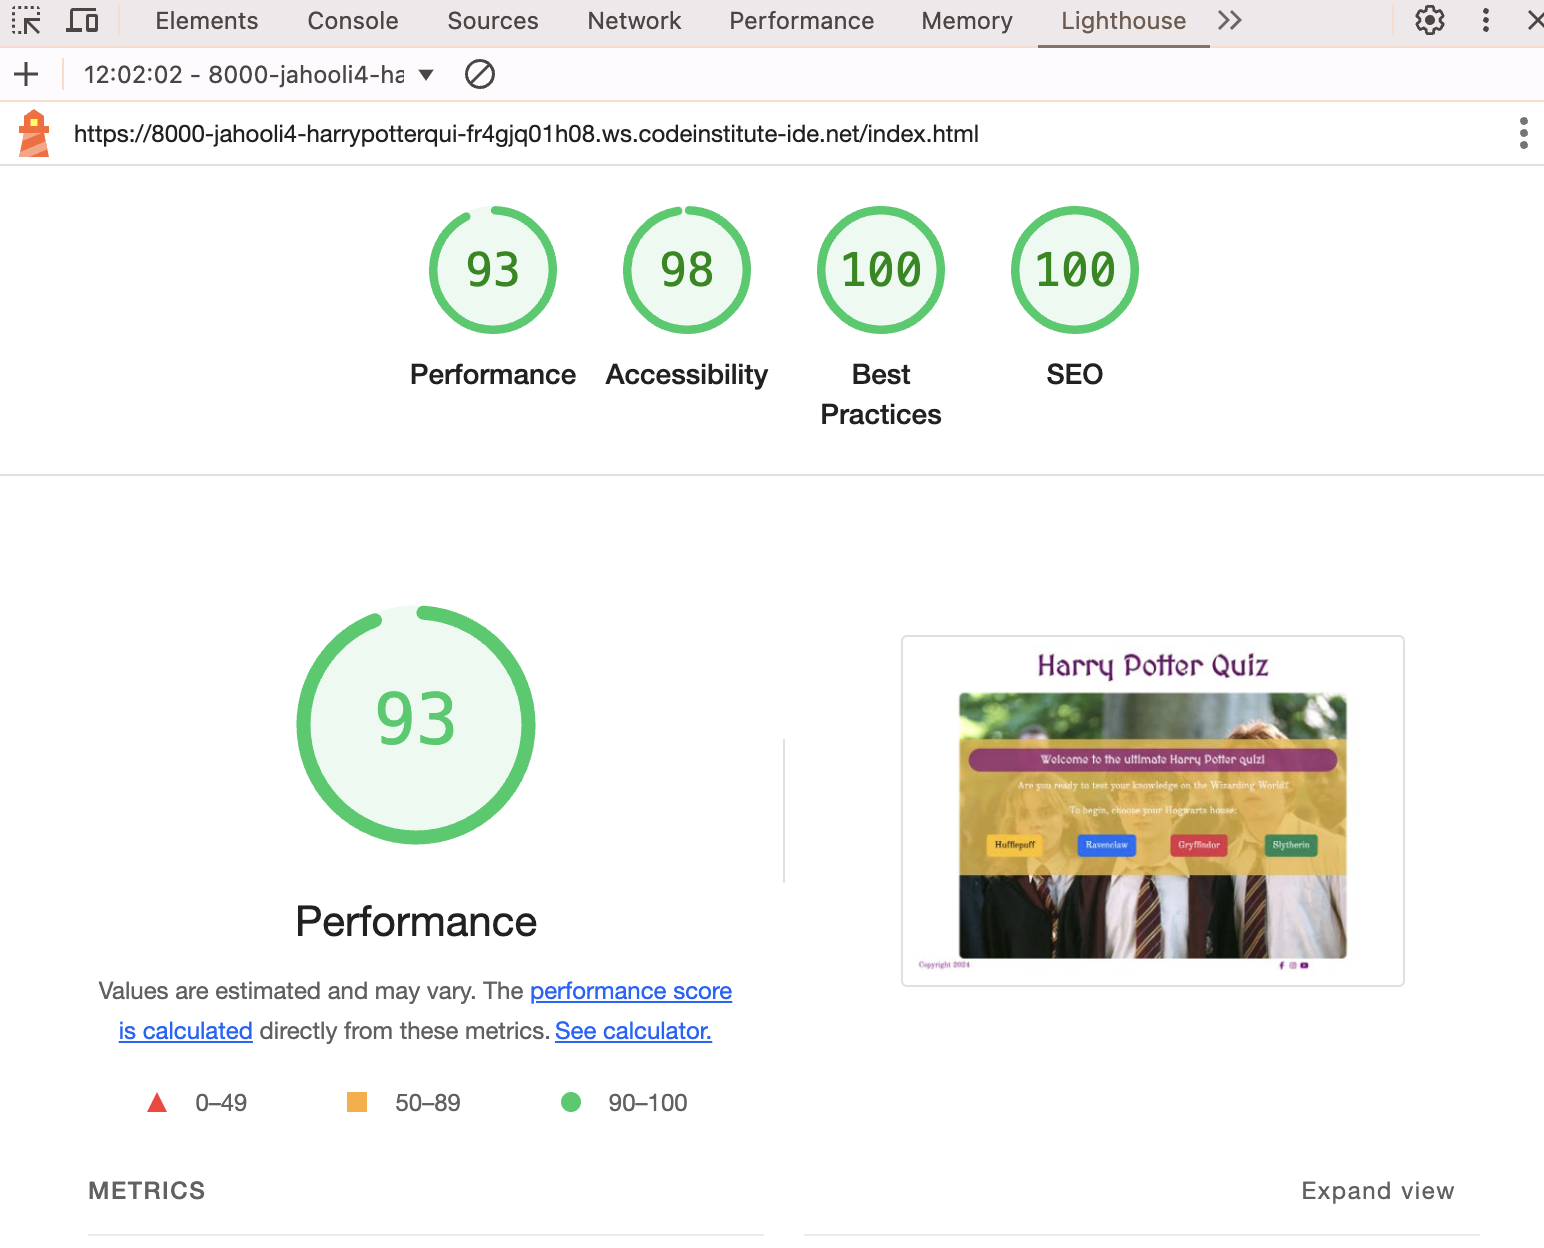 Elements Console Sources Network Performance Memory Lighthouse
12:02:02 - 8000-jahooli4-ha
https://8000-jahooli4-harrypotterqui-fr4gjq01h08.ws.codeinstitute-ide.net/index.html
93 98 100 100
Performance Accessibility Best Practices SEO
93
Performance
Values are estimated and may vary. The performance score
is calculated directly from these metrics. See calculator.
0–49 50–89 90–100
Harry Potter Quiz
Welcome to the ultimate Harry Potter quiz!
Are you ready to test your knowledge on the Wizarding World?
To begin, choose your Hogwarts house:
Hufflepuff Ravenclaw Gryffindor Slytherin
Copyright 2024
METRICS Expand view